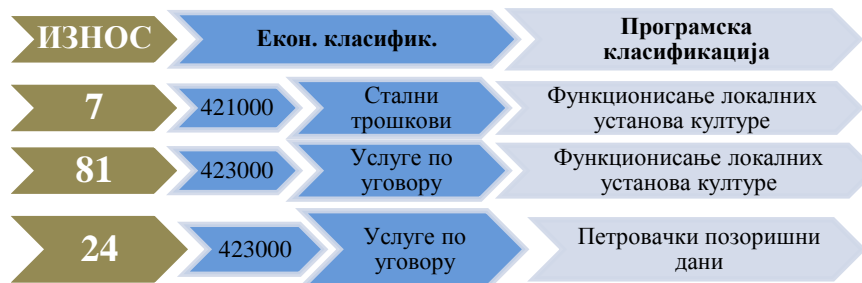 ИЗНОС
Екон. класифик.
Програмска
класификација
7
421000
Стални
трошкови
Функционисање локалних
установа културе
81
423000
Услуге по
уговору
Функционисање локалних
установа културе
24
423000
Услуге по
уговору
Петровачки позоришни
дани